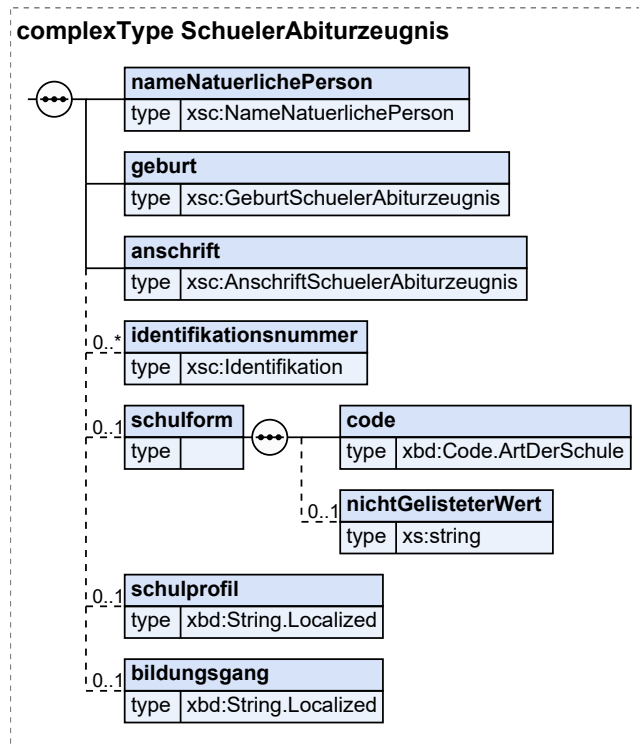 complexType SchuelerAbiturzeugnis
nameNatuerlichePerson
type xsc:NameNatuerlichePerson
geburt
type xsc:GeburtSchuelerAbiturzeugnis
anschrift
type xsc:AnschriftSchuelerAbiturzeugnis
0..* identifikationsnummer
type xsc:Identifikation
0..1 schulform
type
code
type xbd:Code.ArtDerSchule
0..1 nichtGelisteterWert
type xs:string
0..1 schulprofil
type xbd:String.Localized
0..1 bildungsgang
type xbd:String.Localized